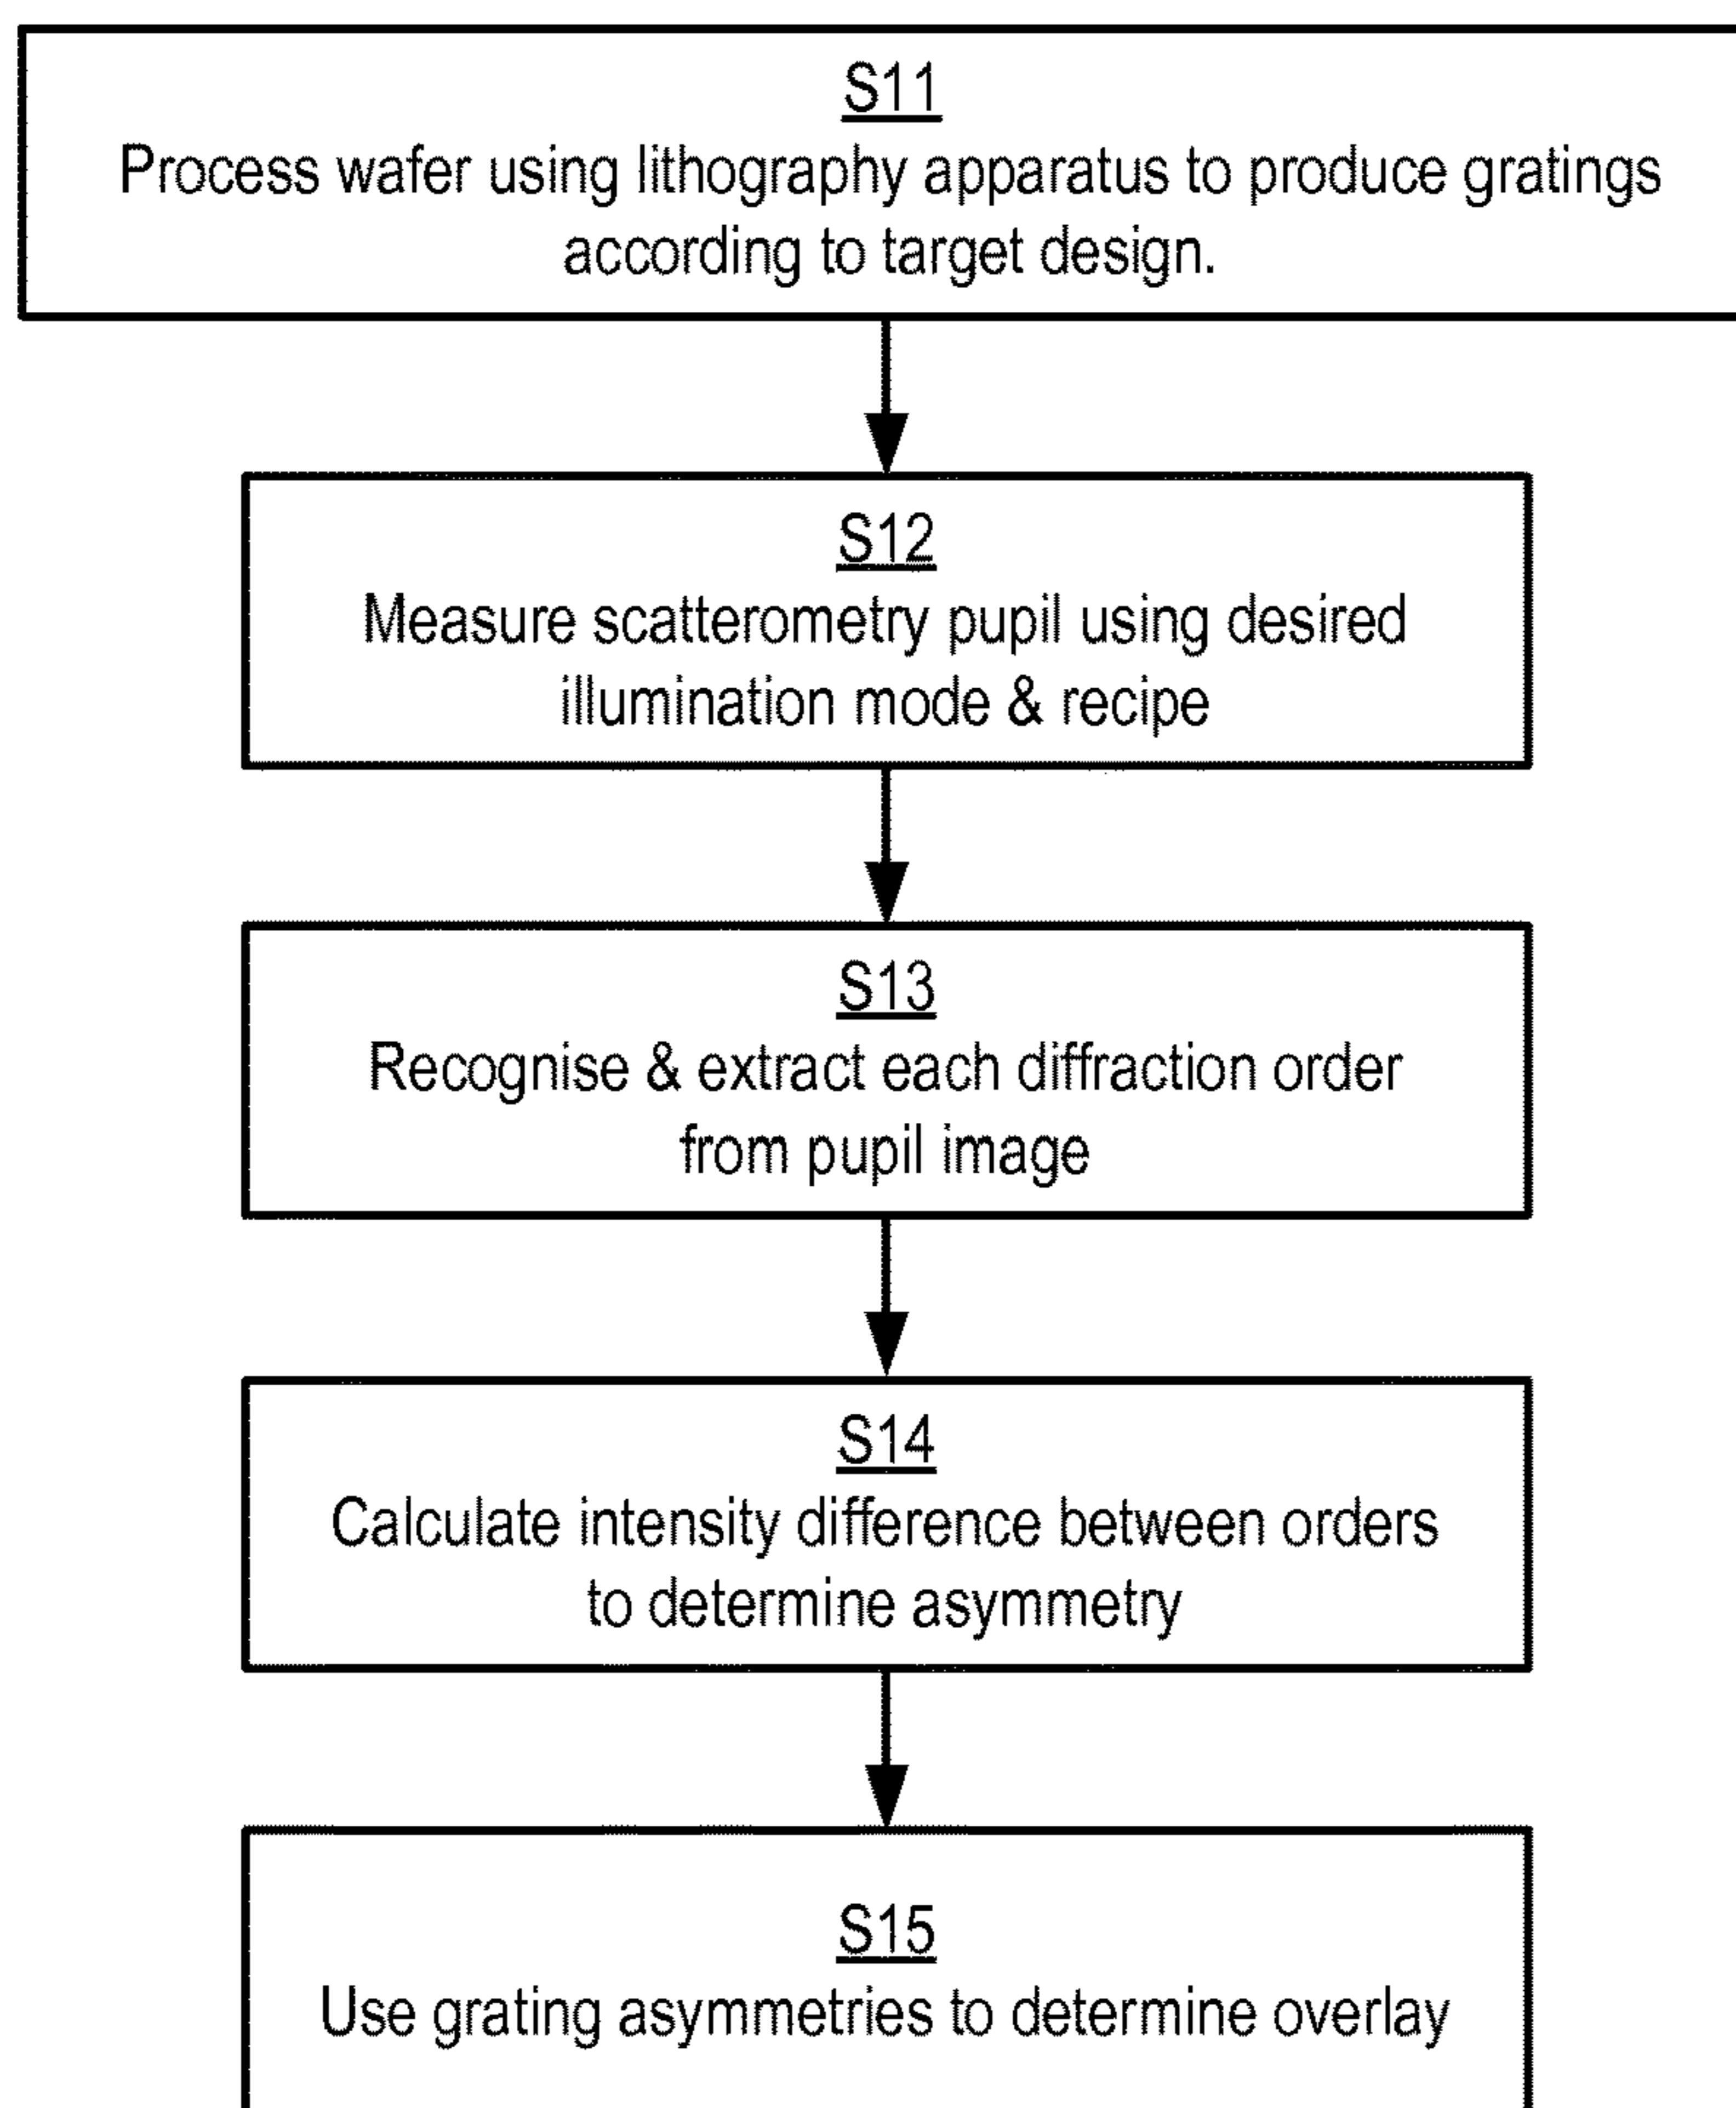 S11
Process wafer using lithography apparatus to produce gratings
according to target design.
S12
Measure scatterometry pupil using desired
illumination mode & recipe
S13
Recognise & extract each diffraction order
from pupil image
S14
Calculate intensity difference between orders
to determine asymmetry
S15
Use grating asymmetries to determine overlay